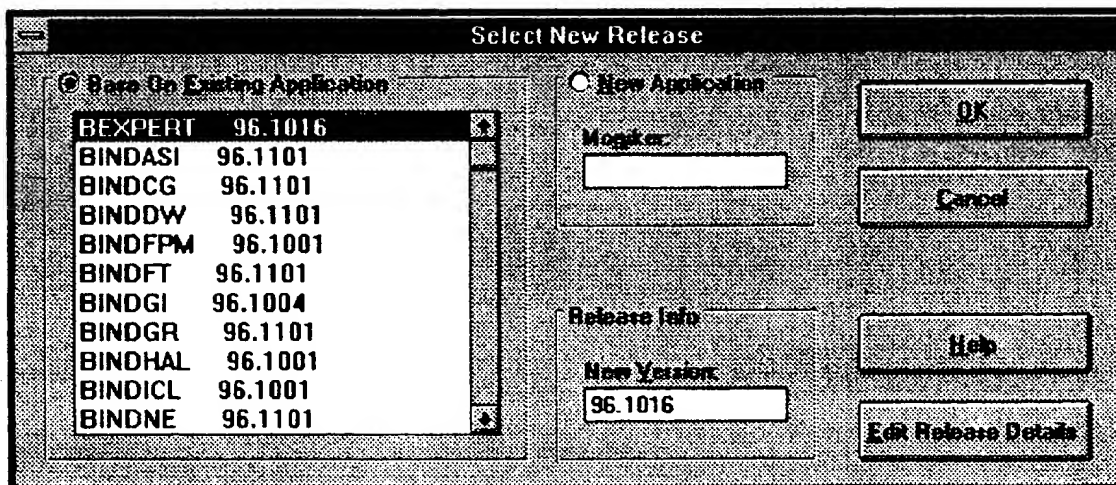 Select New Release
Base On Existing Application
BEXPERT 96.1016
BINDASI 96.1101
BINDCG 96.1101
BINDDW 96.1101
BINDFPM 96.1001
BINDFT 96.1101
BINDGI 96.1004
BINDGR 96.1101
BINDHAL 96.1001
BINDICL 96.1001
BINDNE 96.1101
New Application
Moniker:
Release Info
New Version:
96.1016
OK
Cancel
Help
Edit Release Details